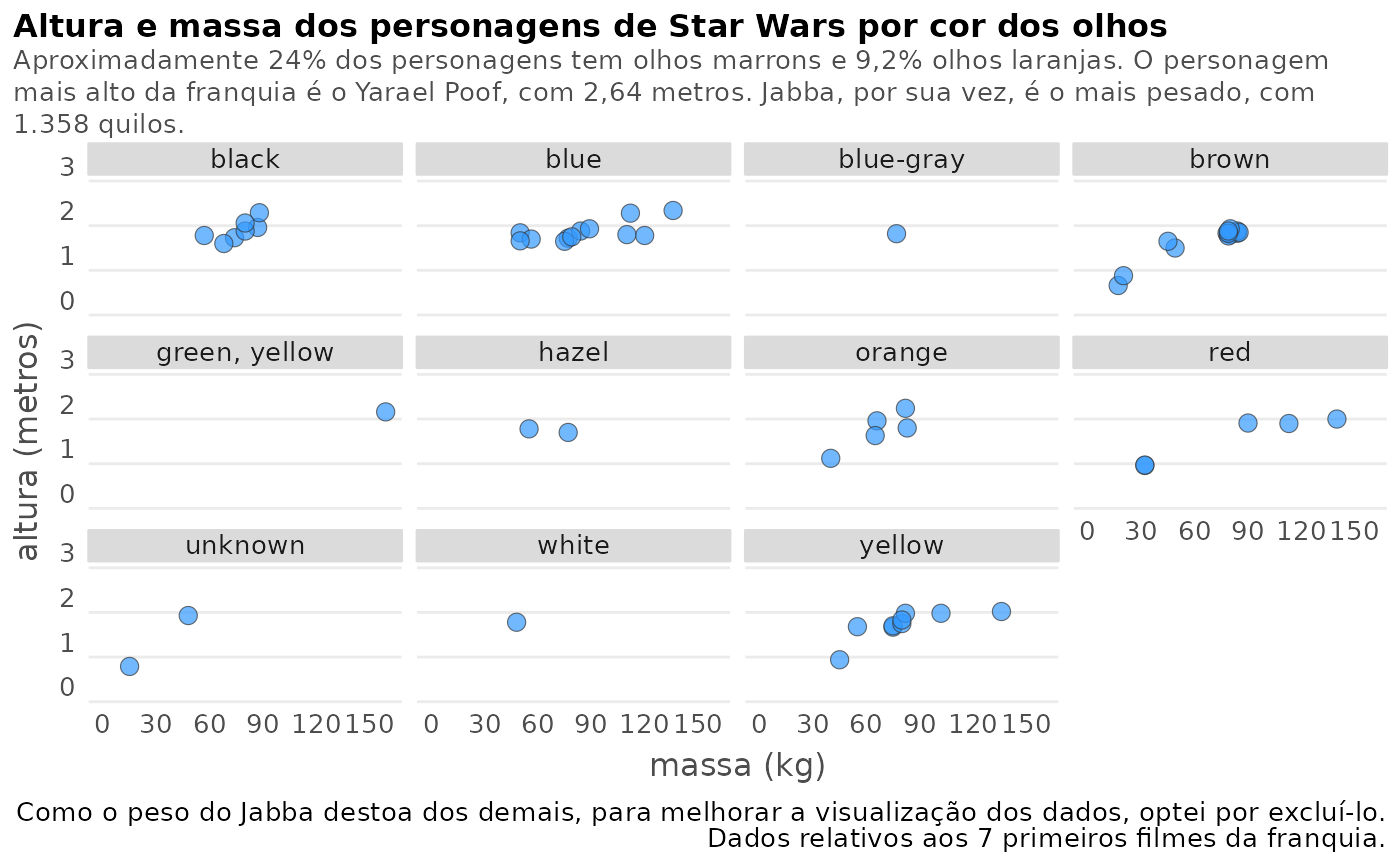 Altura e massa dos personagens de Star Wars por cor dos olhos
Aproximadamente 24% dos personagens tem olhos marrons e 9,2% olhos laranjas. O personagem
mais alto da franquia é o Yarael Poof, com 2,64 metros. Jabba, por sua vez, é o mais pesado, com
1.358 quilos.
black blue blue-gray brown
3
2
1
0
green, yellow hazel orange red
3
2
1
0
0 30 60 90 120 150
unknown white yellow
3
2
1
0
0 30 60 90 120 150 0 30 60 90 120 150 0 30 60 90 120 150
altura (metros)
massa (kg)
Como o peso do Jabba destoa dos demais, para melhorar a visualização dos dados, optei por excluí-lo.
Dados relativos aos 7 primeiros filmes da franquia.